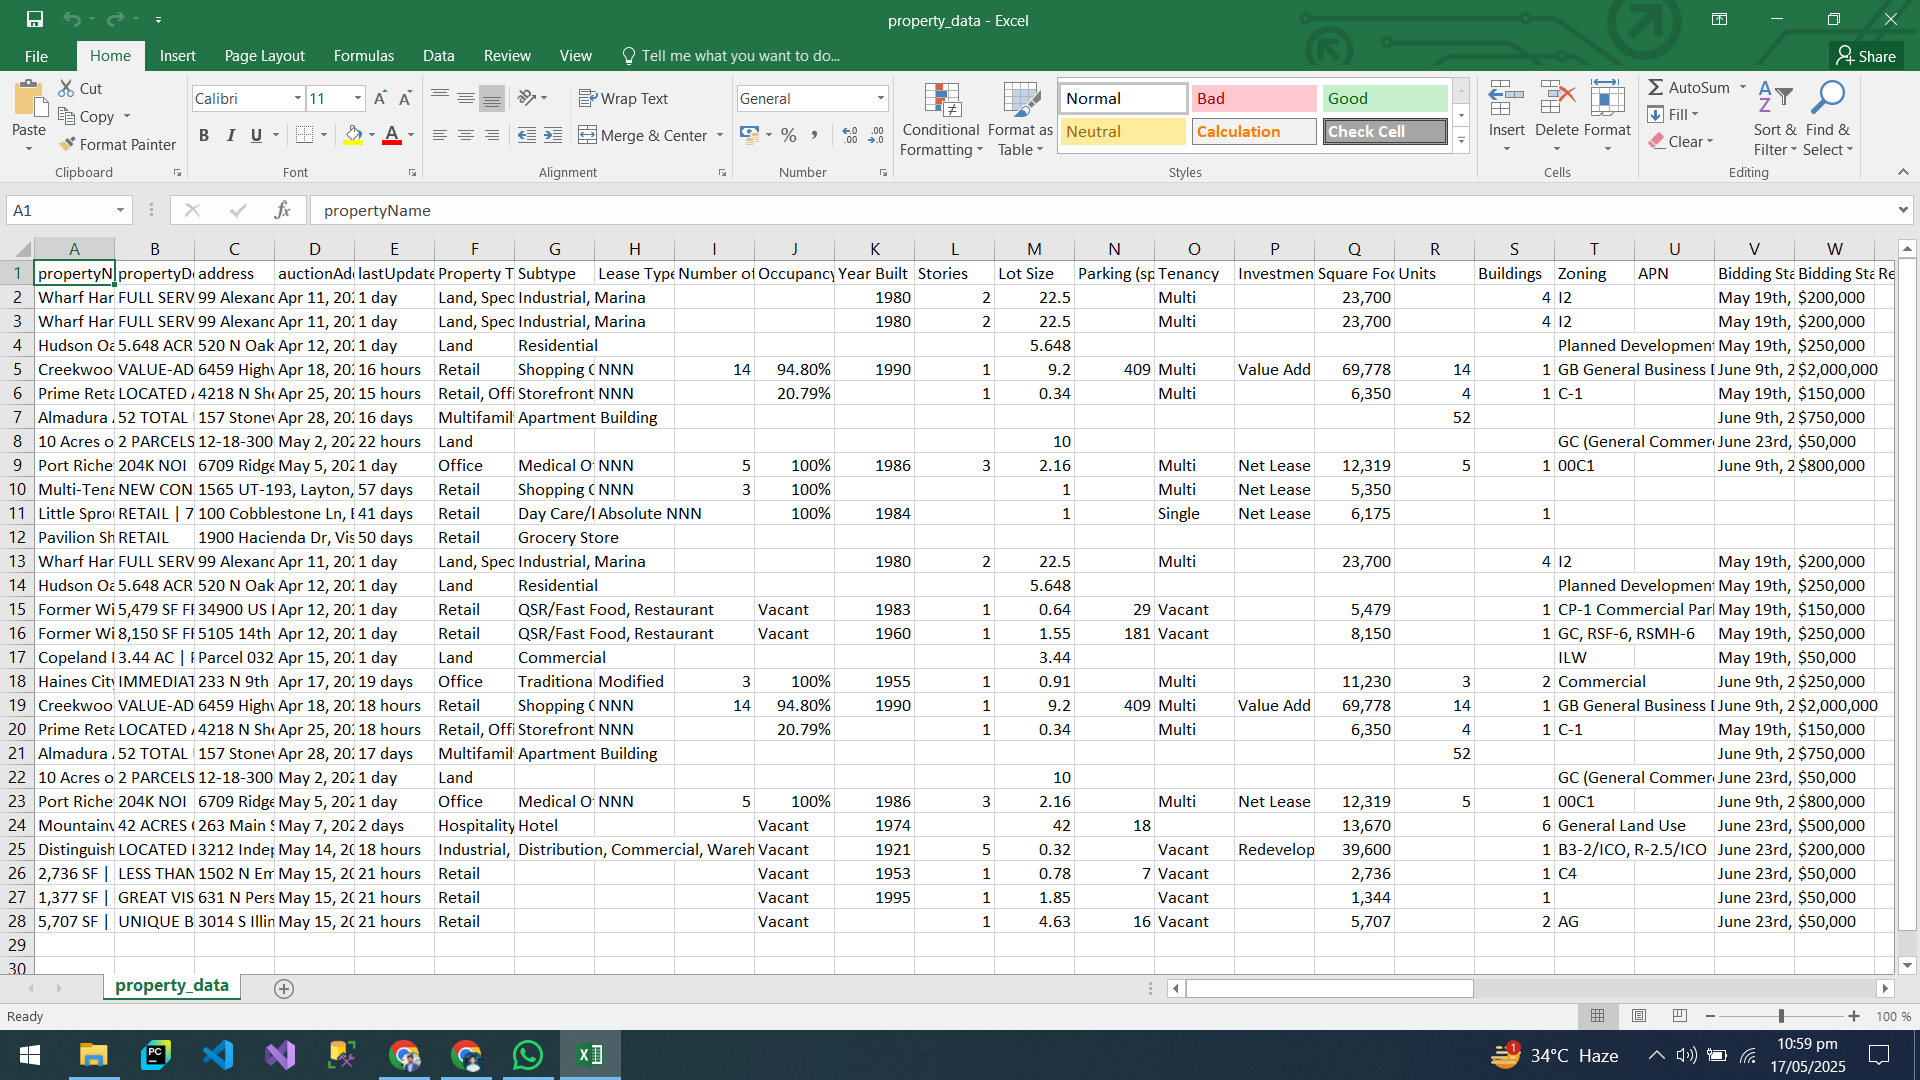 property_data - Excel
File Home Insert Page Layout Formulas Data Review View Tell me what you want to do... Share
Paste Cut Copy Format Painter Clipboard
Calibri 11 B I U Font
Wrap Text Merge & Center Alignment
General % Number
Conditional Formatting Format as Table
Normal Bad Good
Neutral Calculation Check Cell
Styles
Insert Delete Format Cells
AutoSum Fill Clear Sort & Filter Find & Select Editing
A1 fx propertyName
A B C D E F G H I J K L M N O P Q R S T U V W
1 propertyN propertyDe address auctionAdd lastUpdate Property T Subtype Lease Type Number of Occupancy Year Built Stories Lot Size Parking (sp Tenancy Investmen Square Foo Units Buildings Zoning APN Bidding Sta Bidding Sta Re
2 Wharf Har FULL SERV 99 Alexand Apr 11, 202 1 day Land, Spec Industrial, Marina 1980 2 22.5 Multi 23,700 4 I2 May 19th, $200,000
3 Wharf Har FULL SERV 99 Alexand Apr 11, 202 1 day Land, Spec Industrial, Marina 1980 2 22.5 Multi 23,700 4 I2 May 19th, $200,000
4 Hudson Oa 5.648 ACR 520 N Oak Apr 12, 202 1 day Land Residential 5.648 Planned Development May 19th, $250,000
5 Creekwoo VALUE-AD 6459 Highw Apr 18, 202 16 hours Retail Shopping C NNN 14 94.80% 1990 1 9.2 409 Multi Value Add 69,778 14 1 GB General Business D June 9th, 2 $2,000,000
6 Prime Reta LOCATED A 4218 N She Apr 25, 202 15 hours Retail, Offi Storefront NNN 20.79% 1 0.34 Multi 6,350 4 1 C-1 May 19th, $150,000
7 Almadura A 52 TOTAL 157 Stonew Apr 28, 202 16 days Multifamil Apartment Building 52 June 9th, 2 $750,000
8 10 Acres o 2 PARCELS 12-18-300 May 2, 202 22 hours Land 10 GC (General Commer June 23rd, $50,000
9 Port Riche 204K NOI 6709 Ridge May 5, 202 1 day Office Medical O NNN 5 100% 1986 3 2.16 Multi Net Lease 12,319 5 1 00C1 June 9th, 2 $800,000
10 Multi-Tena NEW CON 1565 UT-193, Layton, 57 days Retail Shopping C NNN 3 100% 1 Multi Net Lease 5,350
11 Little Sprou RETAIL | 7 100 Cobblestone Ln, B 41 days Retail Day Care/ Absolute NNN 100% 1984 1 Single Net Lease 6,175 1
12 Pavilion Sh RETAIL 1900 Hacienda Dr, Vis 50 days Retail Grocery Store
13 Wharf Har FULL SERV 99 Alexand Apr 11, 202 1 day Land, Spec Industrial, Marina 1980 2 22.5 Multi 23,700 4 I2 May 19th, $200,000
14 Hudson Oa 5.648 ACR 520 N Oak Apr 12, 202 1 day Land Residential 5.648 Planned Development May 19th, $250,000
15 Former Wi 5,479 SF FF 34900 US Apr 12, 202 1 day Retail QSR/Fast Food, Restaurant Vacant 1983 1 0.64 29 Vacant 5,479 1 CP-1 Commercial Par May 19th, $150,000
16 Former Wi 8,150 SF FF 5105 14th Apr 12, 202 1 day Retail QSR/Fast Food, Restaurant Vacant 1960 1 1.55 181 Vacant 8,150 1 GC, RSF-6, RSMH-6 May 19th, $250,000
17 Copeland 3.44 AC | Parcel 032 Apr 15, 202 1 day Land Commercial 3.44 ILW May 19th, $50,000
18 Haines City IMMEDIAT 233 N 9th Apr 17, 202 19 days Office Traditiona Modified 3 100% 1955 1 0.91 Multi 11,230 3 2 Commercial June 9th, 2 $250,000
19 Creekwoo VALUE-AD 6459 Highw Apr 18, 202 18 hours Retail Shopping C NNN 14 94.80% 1990 1 9.2 409 Multi Value Add 69,778 14 1 GB General Business D June 9th, 2 $2,000,000
20 Prime Reta LOCATED A 4218 N She Apr 25, 202 18 hours Retail, Offi Storefront NNN 20.79% 1 0.34 Multi 6,350 4 1 C-1 May 19th, $150,000
21 Almadura A 52 TOTAL 157 Stonew Apr 28, 202 17 days Multifamil Apartment Building 52 June 9th, 2 $750,000
22 10 Acres o 2 PARCELS 12-18-300 May 2, 202 1 day Land 10 GC (General Commer June 23rd, $50,000
23 Port Riche 204K NOI 6709 Ridge May 5, 202 1 day Office Medical O NNN 5 100% 1986 3 2.16 Multi Net Lease 12,319 5 1 00C1 June 9th, 2 $800,000
24 Mountainv 42 ACRES 263 Main S May 7, 202 2 days Hospitality Hotel Vacant 1974 42 18 13,670 6 General Land Use June 23rd, $500,000
25 Distinguish LOCATED 3212 Indep May 14, 20 18 hours Industrial, Distribution, Commercial, Wareh Vacant 1921 5 0.32 Vacant Redevelop 39,600 1 B3-2/ICO, R-2.5/ICO June 23rd, $200,000
26 2,736 SF | LESS THAN 1502 N Em May 15, 20 21 hours Retail Vacant 1953 1 0.78 7 Vacant 2,736 1 C4 June 23rd, $50,000
27 1,377 SF | GREAT VIS 631 N Pers May 15, 20 21 hours Retail Vacant 1995 1 1.85 Vacant 1,344 1 June 23rd, $50,000
28 5,707 SF | UNIQUE B 3014 S Illin May 15, 20 21 hours Retail Vacant 1 4.63 16 Vacant 5,707 2 AG June 23rd, $50,000
29
30
property_data
Ready 100 %
1 34°C Haze 10:59 pm
17/05/2025